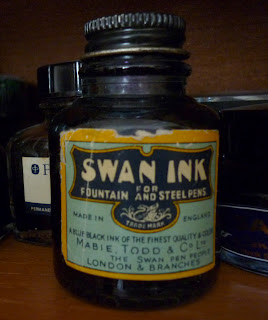 SWAN INK
FOR
FOUNTAIN AND STEEL PENS
TRADE MARK
MADE IN ENGLAND
A BLUE BLACK INK OF THE FINEST QUALITY & COLOR
MABIE, TODD & Co LTD
THE SWAN PEN PEOPLE
LONDON & BRANCHES